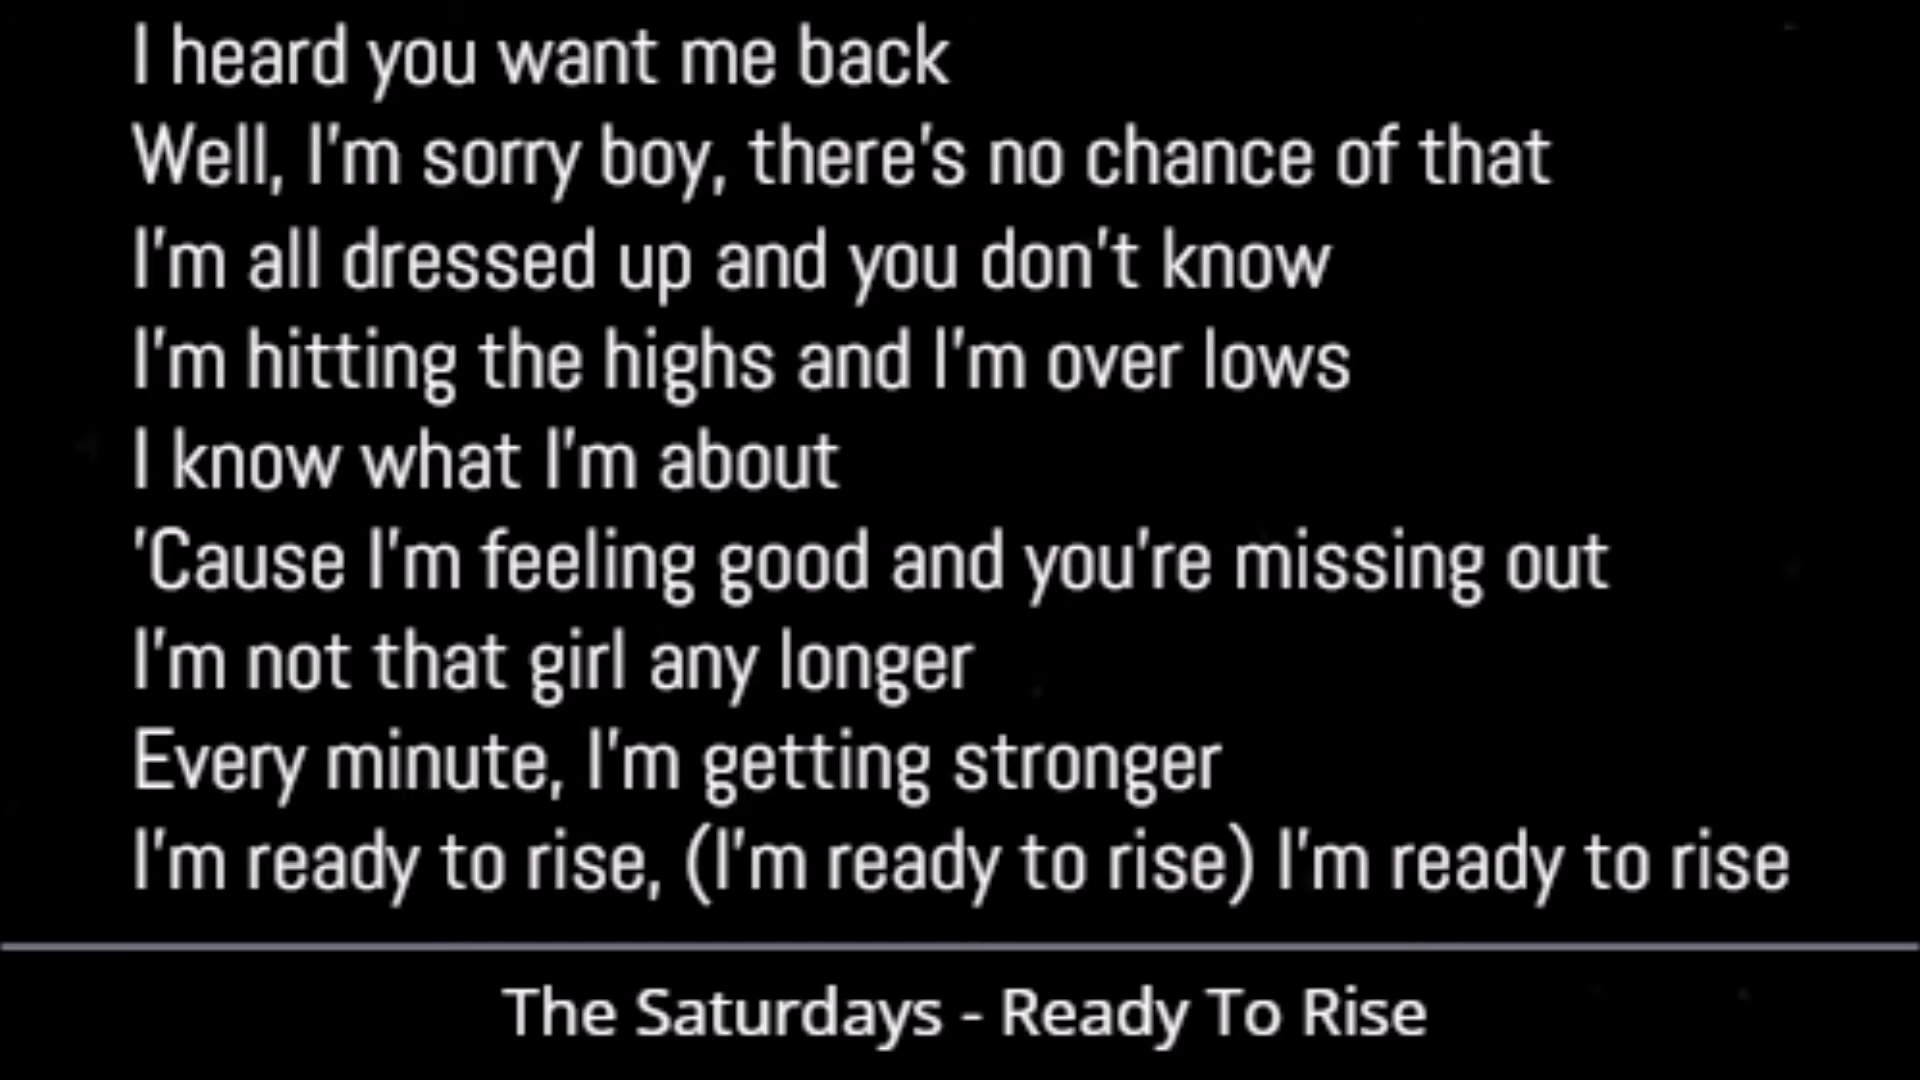 I heard you want me back
Well, I'm sorry boy, there's no chance of that
I'm all dressed up and you don't know
I'm hitting the highs and I'm over lows
I know what I'm about
'Cause I'm feeling good and you're missing out
I'm not that girl any longer
Every minute, I'm getting stronger
I'm ready to rise, (I'm ready to rise) I'm ready to rise
The Saturdays - Ready To Rise